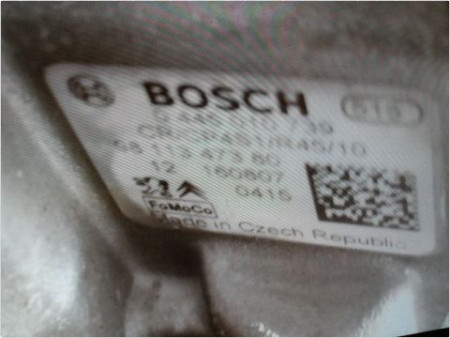 BOSCH
0 445 010 739
CR/ /R4S1/R45/10
98 113 473 80
12 160807
0415
FoMoCo
Made in Czech Republic